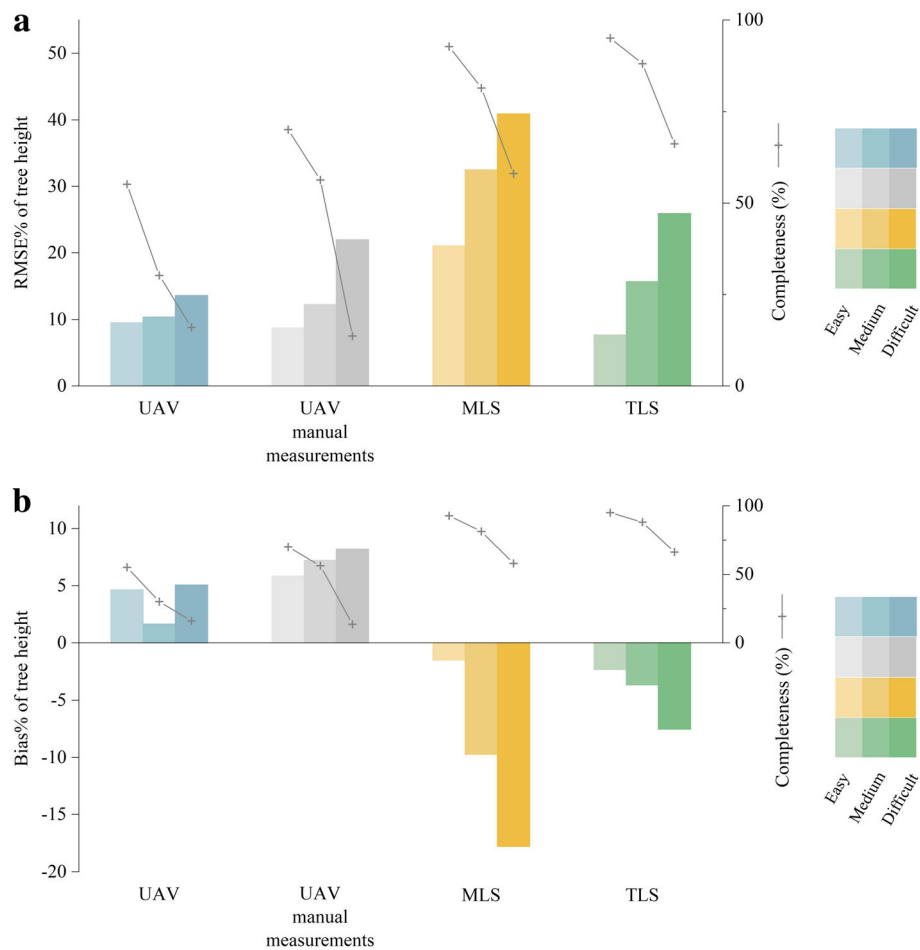 a
RMSE% of tree height
50
40
30
20
10
0
100
50
0
Completeness (%)
UAV
UAV
manual
measurements
MLS
TLS
Easy
Medium
Difficult
b
Bias% of tree height
10
5
0
-5
-10
-15
-20
100
50
0
Completeness (%)
UAV
UAV
manual
measurements
MLS
TLS
Easy
Medium
Difficult